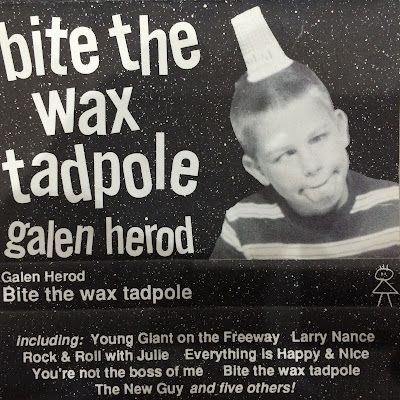 bite the
wax
tadpole
galen herod
Galen Herod
Bite the wax tadpole
including: Young Giant on the Freeway Larry Nance
Rock & Roll with Julie Everything is Happy & Nice
You're not the boss of me Bite the wax tadpole
The New Guy and five others!